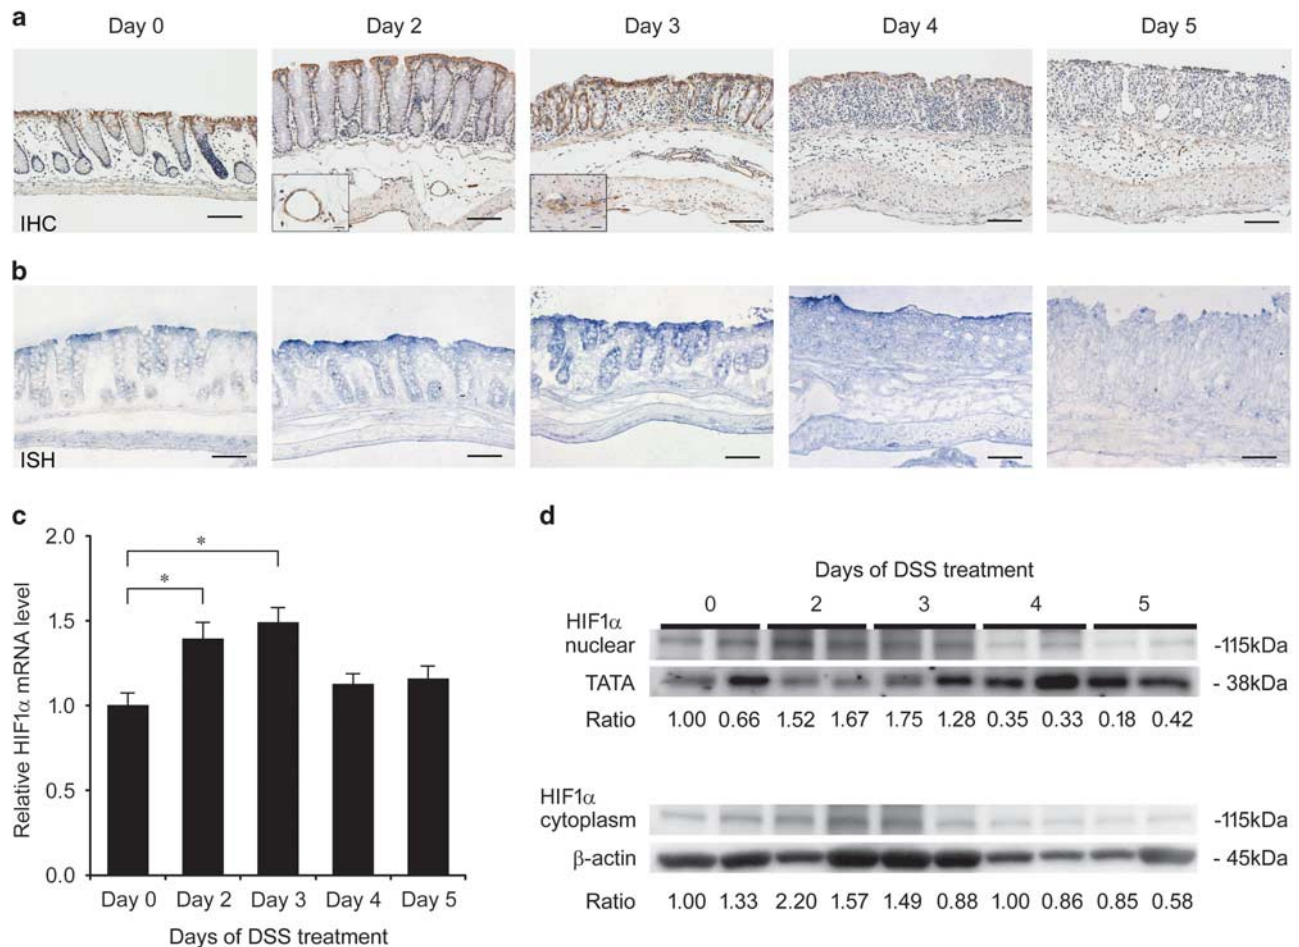 a
Day 0 Day 2 Day 3 Day 4 Day 5
IHC
b
ISH
c
2.0
1.5
1.0
0.5
0.0
Relative HIF1α mRNA level
*
*
Day 0 Day 2 Day 3 Day 4 Day 5
Days of DSS treatment
d
Days of DSS treatment
0 2 3 4 5
HIF1α
nuclear -115kDa
TATA - 38kDa
Ratio 1.00 0.66 1.52 1.67 1.75 1.28 0.35 0.33 0.18 0.42
HIF1α
cytoplasm -115kDa
β-actin - 45kDa
Ratio 1.00 1.33 2.20 1.57 1.49 0.88 1.00 0.86 0.85 0.58